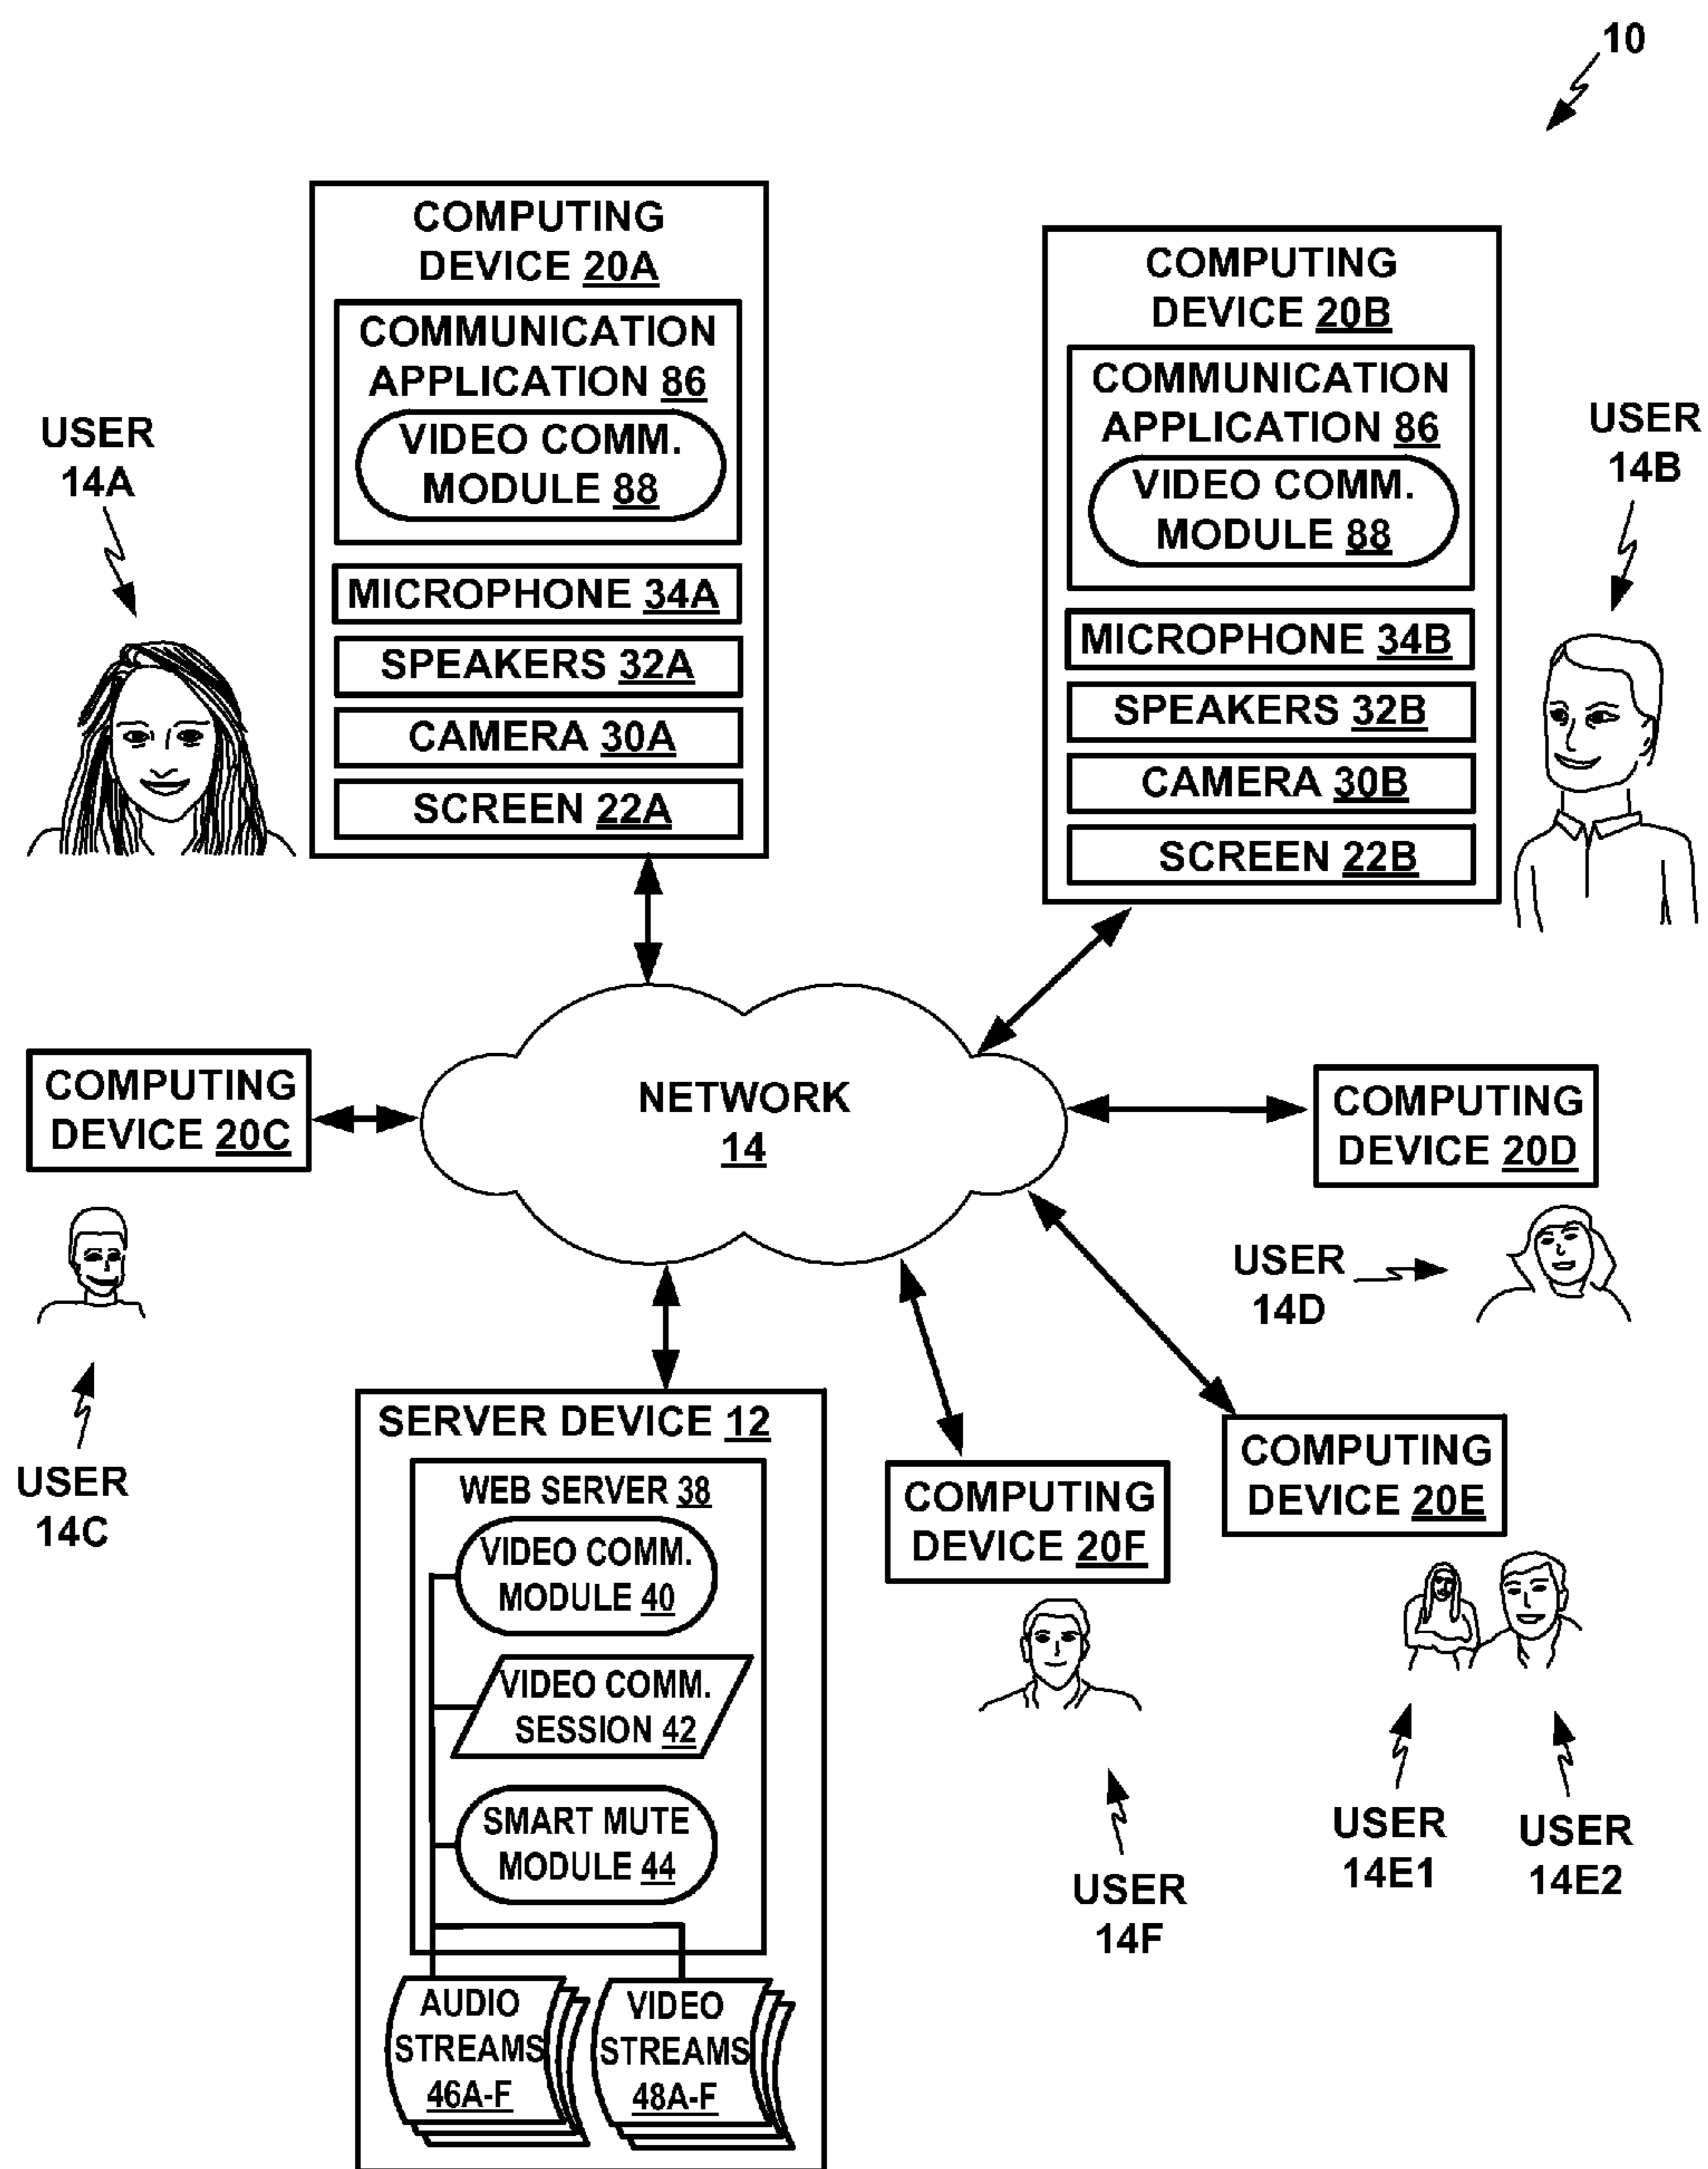 10
COMPUTING
DEVICE 20A
COMMUNICATION
APPLICATION 86
VIDEO COMM.
MODULE 88
MICROPHONE 34A
SPEAKERS 32A
CAMERA 30A
SCREEN 22A
USER
14A
COMPUTING
DEVICE 20B
COMMUNICATION
APPLICATION 86
VIDEO COMM.
MODULE 88
MICROPHONE 34B
SPEAKERS 32B
CAMERA 30B
SCREEN 22B
USER
14B
NETWORK
14
COMPUTING
DEVICE 20C
USER
14C
COMPUTING
DEVICE 20D
USER
14D
SERVER DEVICE 12
WEB SERVER 38
VIDEO COMM.
MODULE 40
VIDEO COMM.
SESSION 42
SMART MUTE
MODULE 44
AUDIO
STREAMS
46A-F
VIDEO
STREAMS
48A-F
COMPUTING
DEVICE 20F
USER
14F
COMPUTING
DEVICE 20E
USER
14E1
USER
14E2